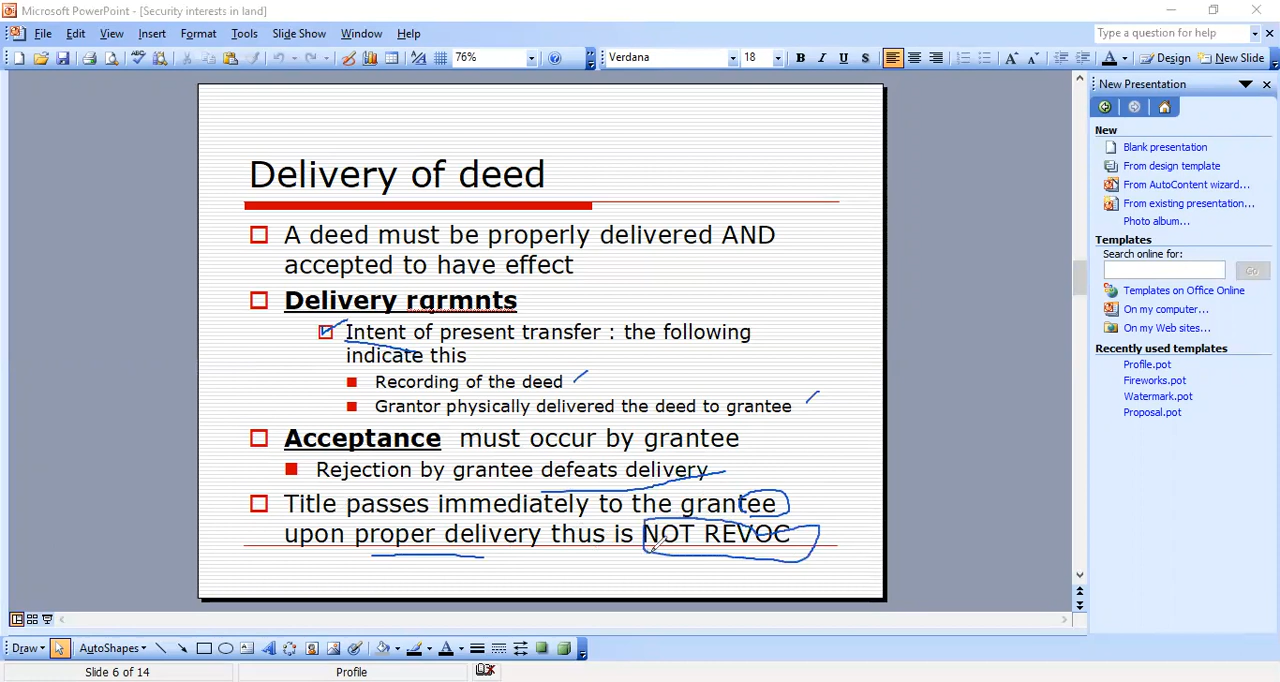 Microsoft PowerPoint - [Security interests in land]
File Edit View Insert Format Tools Slide Show Window Help
Type a question for help
76%
Verdana
18
B I U S
A
Design
New Slide
New Presentation
New
Blank presentation
From design template
From AutoContent wizard...
From existing presentation...
Photo album...
Templates
Search online for:
Go
Templates on Office Online
On my computer...
On my Web sites...
Recently used templates
Profile.pot
Fireworks.pot
Watermark.pot
Proposal.pot
Delivery of deed
A deed must be properly delivered AND
accepted to have effect
Delivery rqrmnts
Intent of present transfer : the following
indicate this
Recording of the deed
Grantor physically delivered the deed to grantee
Acceptance must occur by grantee
Rejection by grantee defeats delivery
Title passes immediately to the grantee
upon proper delivery thus is NOT REVOC
Draw AutoShapes
A
Slide 6 of 14
Profile